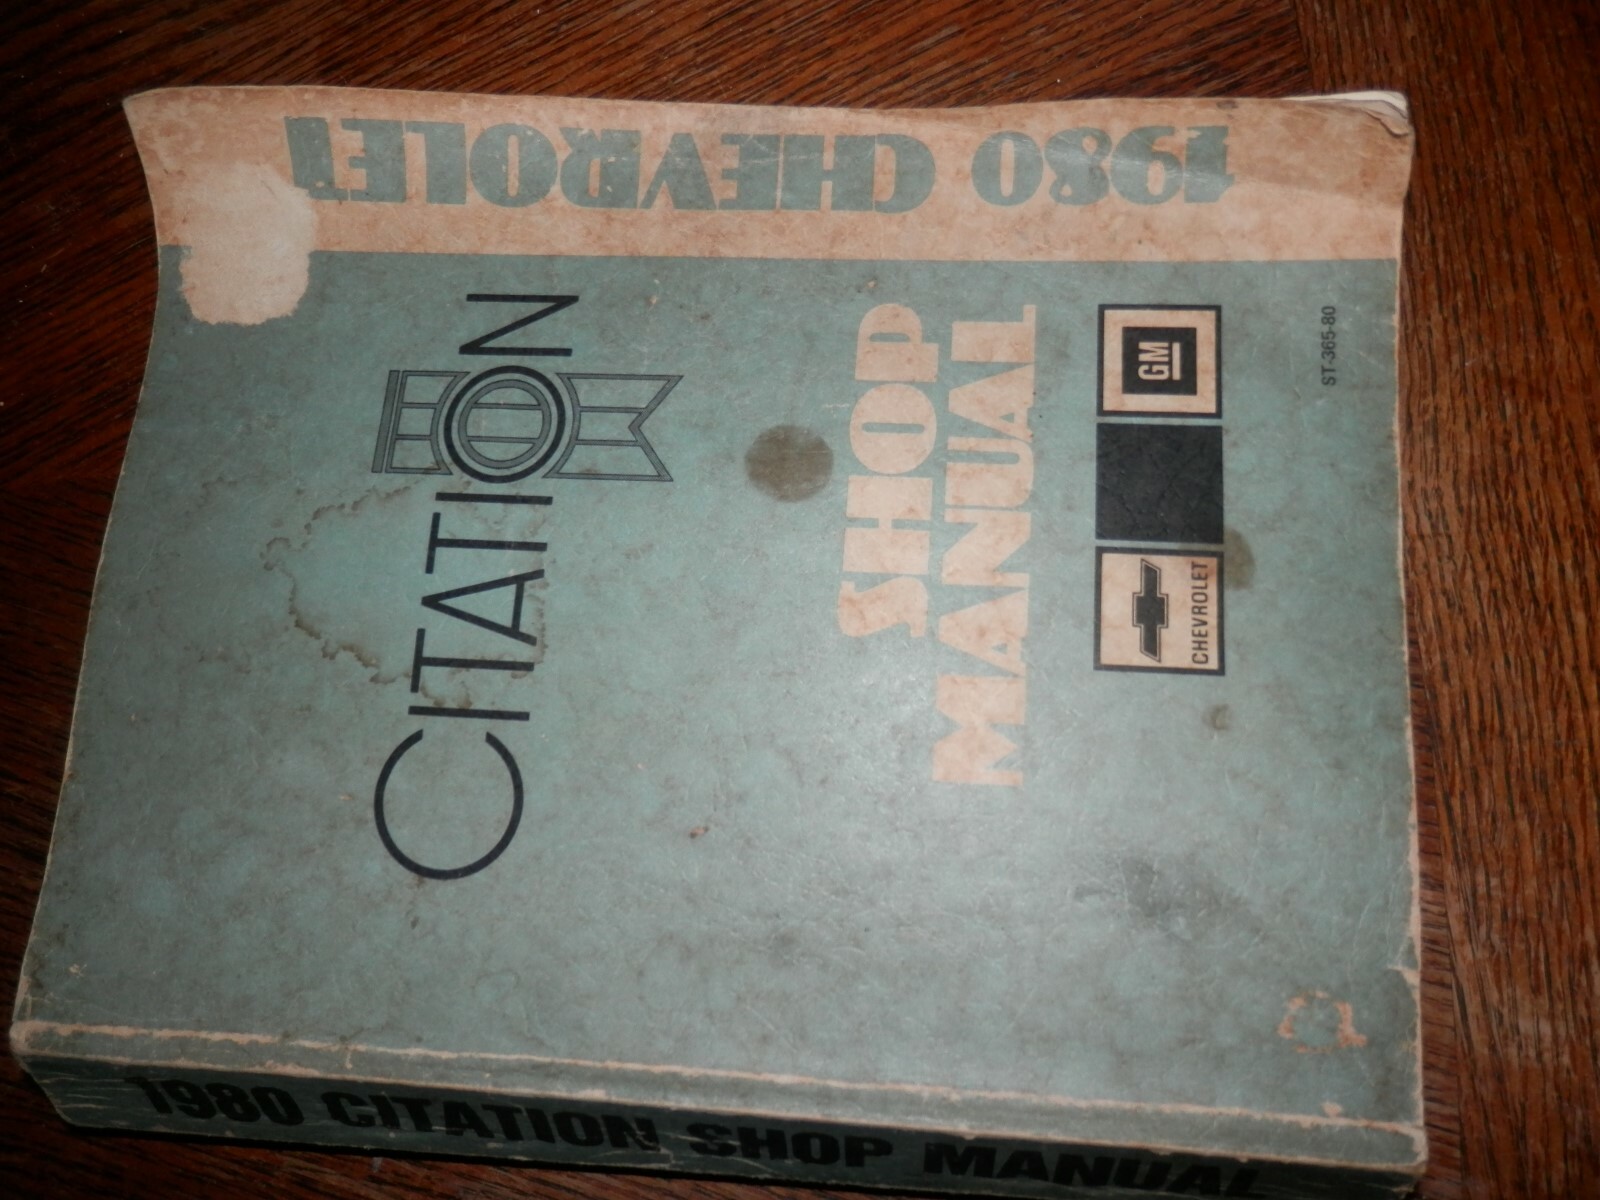 1980 CHEVROLET
CITATION
SHOP
MANUAL
CHEVROLET
GM
ST-365-80
1980 CITATION SHOP MANUAL